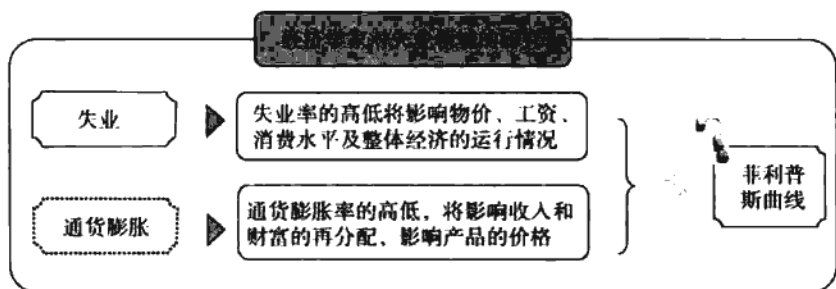 失业
失业率的高低将影响物价、工资、
消费水平及整体经济的运行情况
通货膨胀
通货膨胀率的高低，将影响收入和
财富的再分配、影响产品的价格
菲利普
斯曲线